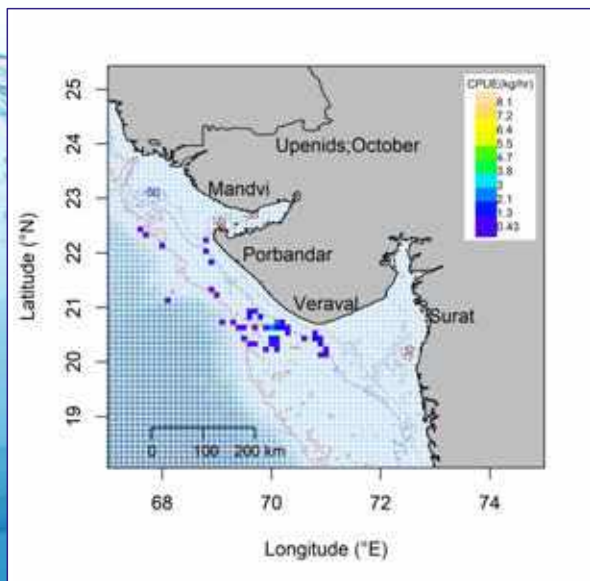 CPUE(kg/hr)
8.1
7.2
6.4
5.5
4.7
3.8
3
2.1
1.3
0.43
Upenids;October
Mandvi
Porbandar
Veraval
Surat
-50
-50
Latitude (°N)
25
24
23
22
21
20
19
0 100 200 km
68 70 72 74
Longitude (°E)